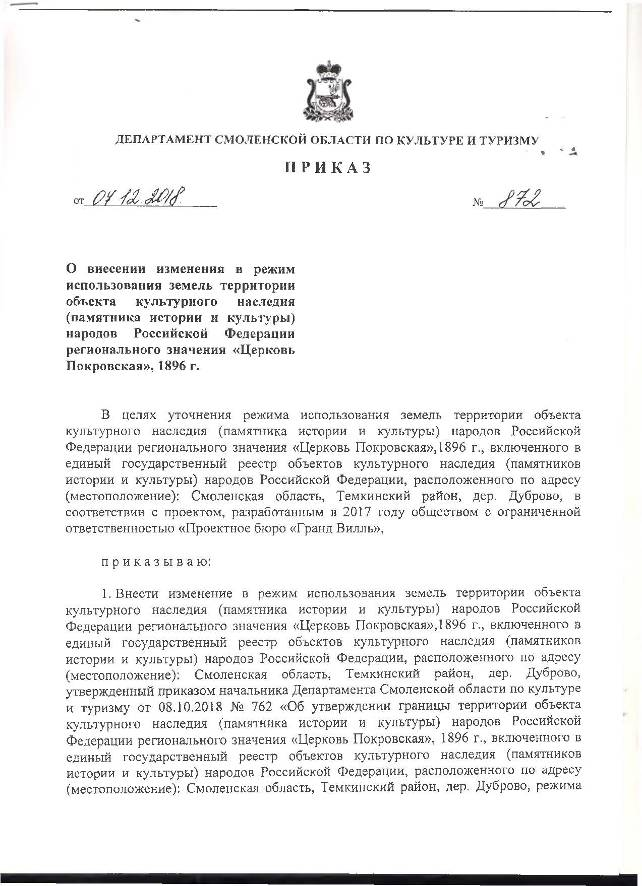 ДЕПАРТАМЕНТ СМОЛЕНСКОЙ ОБЛАСТИ ПО КУЛЬТУРЕ И ТУРИЗМУ
П Р И К А З
от 04.12.2018 № 872
О внесении изменения в режим
использования земель территории
объекта культурного наследия
(памятника истории и культуры)
народов Российской Федерации
регионального значения «Церковь
Покровская», 1896 г.
В целях уточнения режима использования земель территории объекта
культурного наследия (памятника истории и культуры) народов Российской
Федерации регионального значения «Церковь Покровская»,1896 г., включенного в
единый государственный реестр объектов культурного наследия (памятников
истории и культуры) народов Российской Федерации, расположенного по адресу
(местоположение): Смоленская область, Темкинский район, дер. Дуброво, в
соответствии с проектом, разработанным в 2017 году обществом с ограниченной
ответственностью «Проектное бюро «Гранд Вилль»,
п р и к а з ы в а ю:
1. Внести изменение в режим использования земель территории объекта
культурного наследия (памятника истории и культуры) народов Российской
Федерации регионального значения «Церковь Покровская»,1896 г., включенного в
единый государственный реестр объектов культурного наследия (памятников
истории и культуры) народов Российской Федерации, расположенного по адресу
(местоположение): Смоленская область, Темкинский район, дер. Дуброво,
утвержденный приказом начальника Департамента Смоленской области по культуре
и туризму от 08.10.2018 № 762 «Об утверждении границы территории объекта
культурного наследия (памятника истории и культуры) народов Российской
Федерации регионального значения «Церковь Покровская», 1896 г., включенного в
единый государственный реестр объектов культурного наследия (памятников
истории и культуры) народов Российской Федерации, расположенного по адресу
(местоположение): Смоленская область, Темкинский район, дер. Дуброво, режима